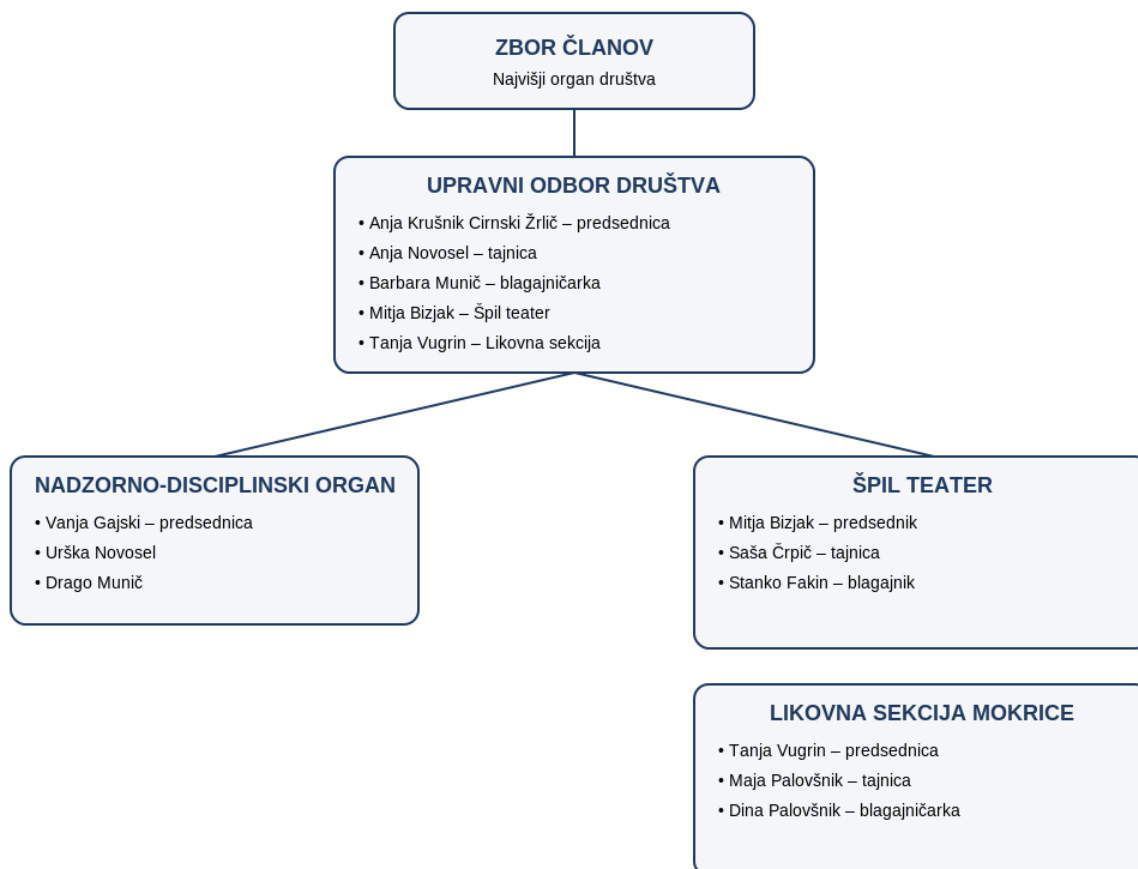 ZBOR ČLANOV
Najvišji organ društva
UPRAVNI ODBOR DRUŠTVA
• Anja Krušnik Cirnski Žrlič – predsednica
• Anja Novosel – tajnica
• Barbara Munič – blagajničarka
• Mitja Bizjak – Špil teater
• Tanja Vugrin – Likovna sekcija
NADZORNO-DISCIPLINSKI ORGAN
• Vanja Gajski – predsednica
• Urška Novosel
• Drago Munič
ŠPIL TEATER
• Mitja Bizjak – predsednik
• Saša Črpič – tajnica
• Stanko Fakin – blagajnik
LIKOVNA SEKCIJA MOKRICE
• Tanja Vugrin – predsednica
• Maja Palovšnik – tajnica
• Dina Palovšnik – blagajničarka